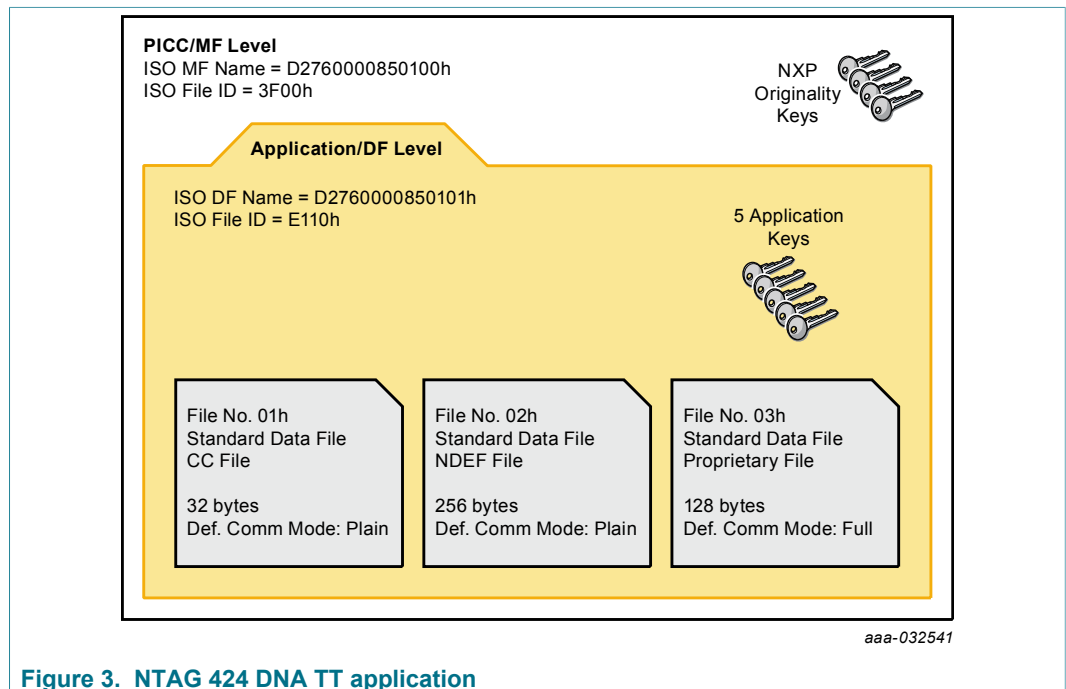 PICC/MF Level
ISO MF Name = D2760000850100h
ISO File ID = 3F00h
NXP
Originality
Keys
Application/DF Level
ISO DF Name = D2760000850101h
ISO File ID = E110h
5 Application
Keys
File No. 01h
Standard Data File
CC File
32 bytes
Def. Comm Mode: Plain
File No. 02h
Standard Data File
NDEF File
256 bytes
Def. Comm Mode: Plain
File No. 03h
Standard Data File
Proprietary File
128 bytes
Def. Comm Mode: Full
aaa-032541
Figure 3. NTAG 424 DNA TT application